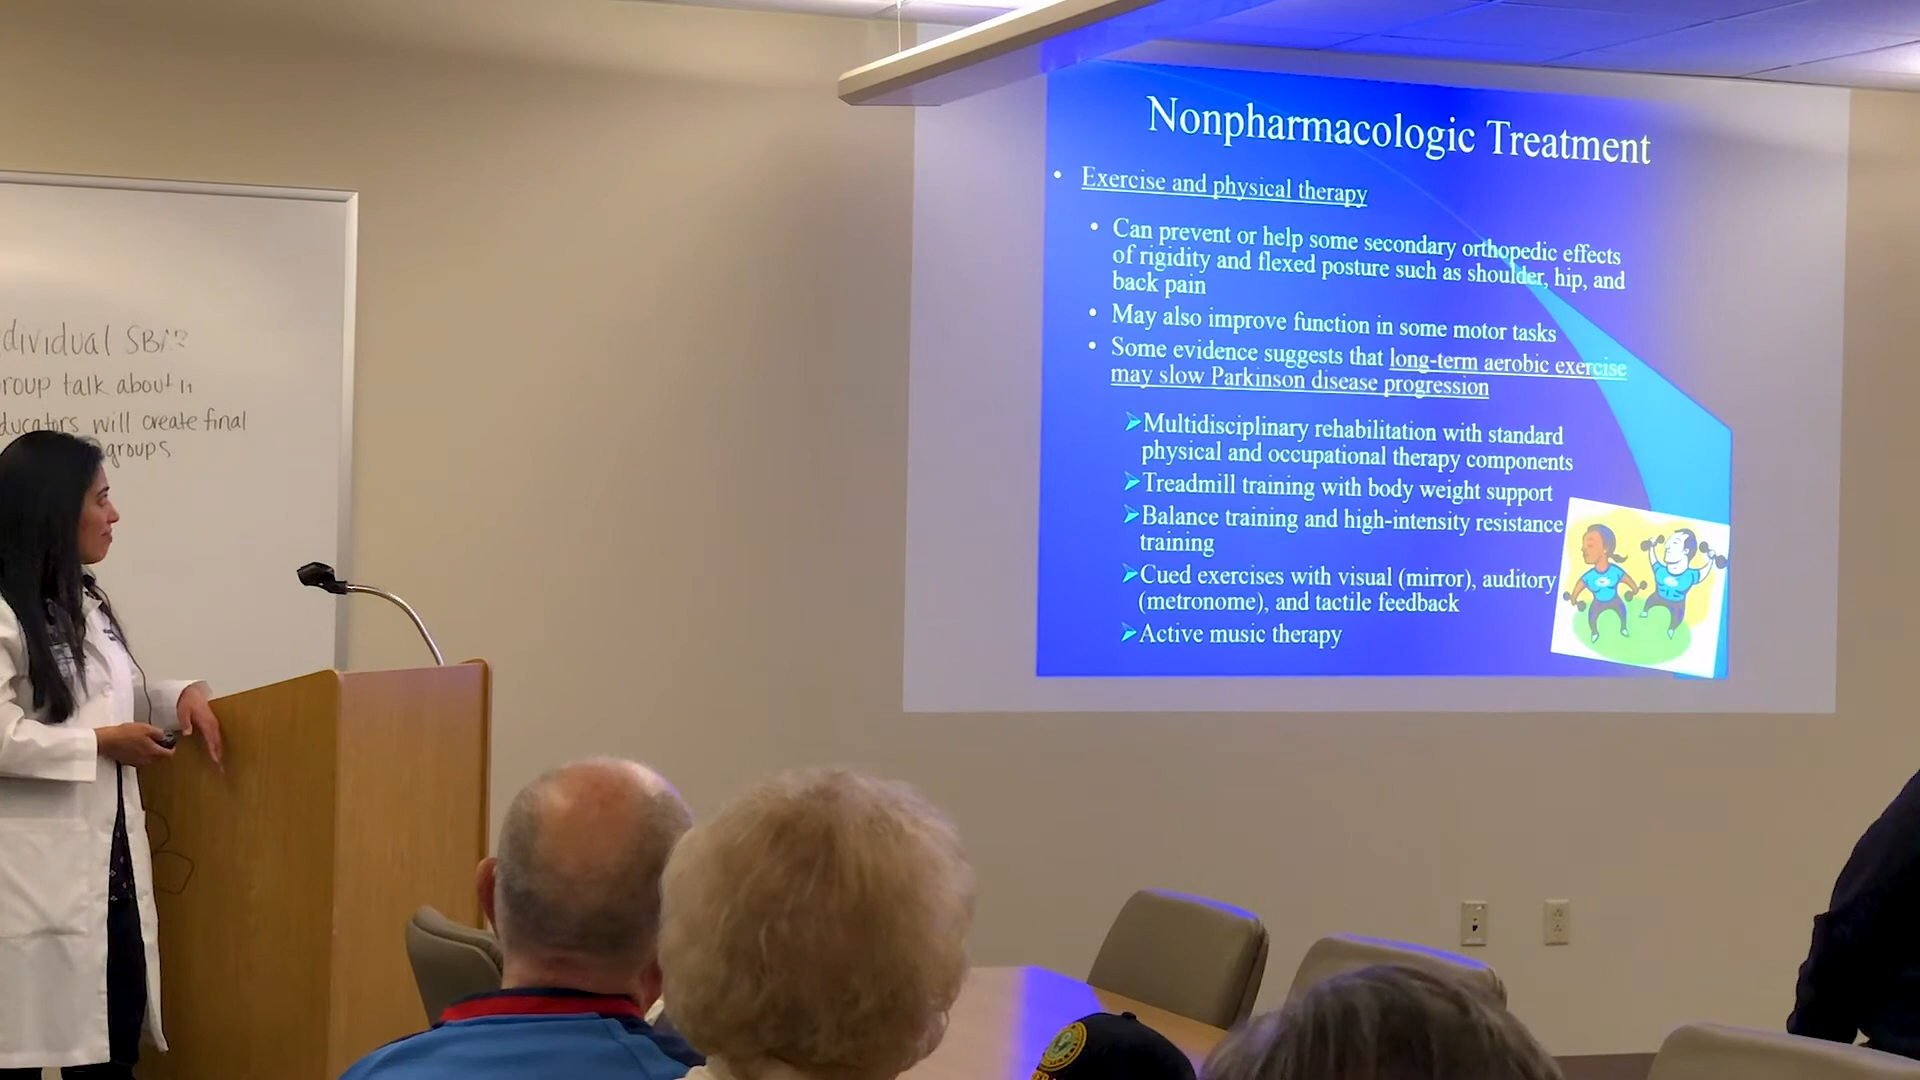 dividual SBAR
roup talk about it
ducators will create final
groups
Nonpharmacologic Treatment
• Exercise and physical therapy
• Can prevent or help some secondary orthopedic effects
of rigidity and flexed posture such as shoulder, hip, and
back pain
• May also improve function in some motor tasks
• Some evidence suggests that long-term aerobic exercise
may slow Parkinson disease progression
➢Multidisciplinary rehabilitation with standard
physical and occupational therapy components
➢Treadmill training with body weight support
➢Balance training and high-intensity resistance
training
➢Cued exercises with visual (mirror), auditory
(metronome), and tactile feedback
➢Active music therapy